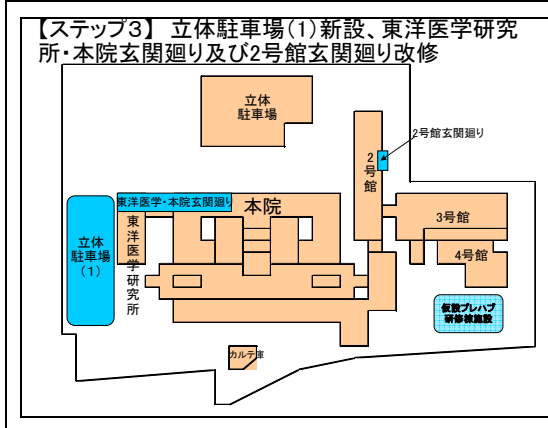 【ステップ3】 立体駐車場(1)新設、東洋医学研究
所・本院玄関廻り及び2号館玄関廻り改修
立体
駐車場
2号館玄関廻り
2号館
東洋医学・本院玄関廻り
本院
3号館
東洋医学研究所
立体
駐車場
(1)
4号館
仮設プレハブ
研修棟施設
カルテ庫